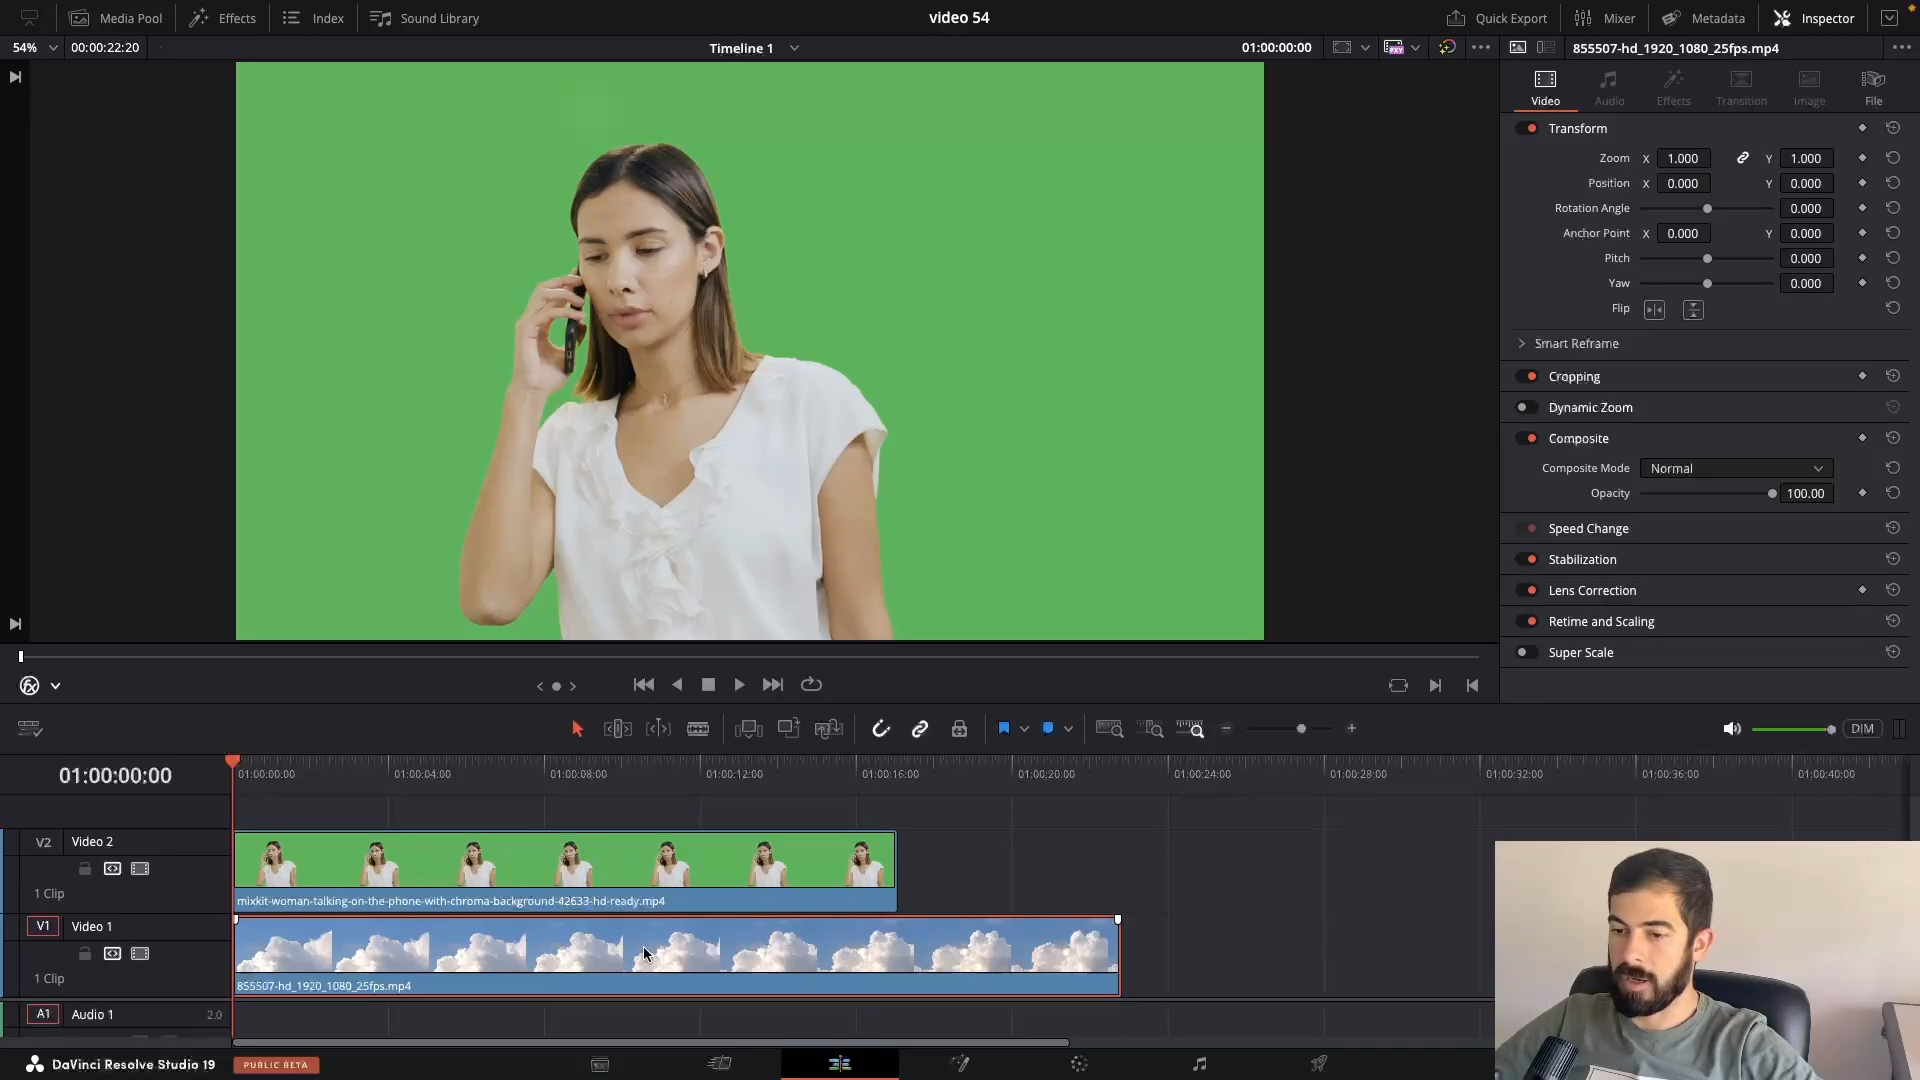 Media Pool Effects Index Sound Library video 54 Quick Export Mixer Metadata Inspector
54% 00:00:22:20 Timeline 1 01:00:00:00 PXY 855507-hd_1920_1080_25fps.mp4
Video Audio Effects Transition Image File
Transform
Zoom X 1.000 Y 1.000
Position X 0.000 Y 0.000
Rotation Angle 0.000
Anchor Point X 0.000 Y 0.000
Pitch 0.000
Yaw 0.000
Flip
Smart Reframe
Cropping
Dynamic Zoom
Composite
Composite Mode Normal
Opacity 100.00
Speed Change
Stabilization
Lens Correction
Retime and Scaling
Super Scale
DIM
01:00:00:00 01:00:00:00 01:00:04:00 01:00:08:00 01:00:12:00 01:00:16:00 01:00:20:00 01:00:24:00 01:00:28:00 01:00:32:00 01:00:36:00 01:00:40:00
V2 Video 2
1 Clip
mixkit-woman-talking-on-the-phone-with-chroma-background-42633-hd-ready.mp4
V1 Video 1
1 Clip
855507-hd_1920_1080_25fps.mp4
A1 Audio 1 2.0
DaVinci Resolve Studio 19 PUBLIC BETA